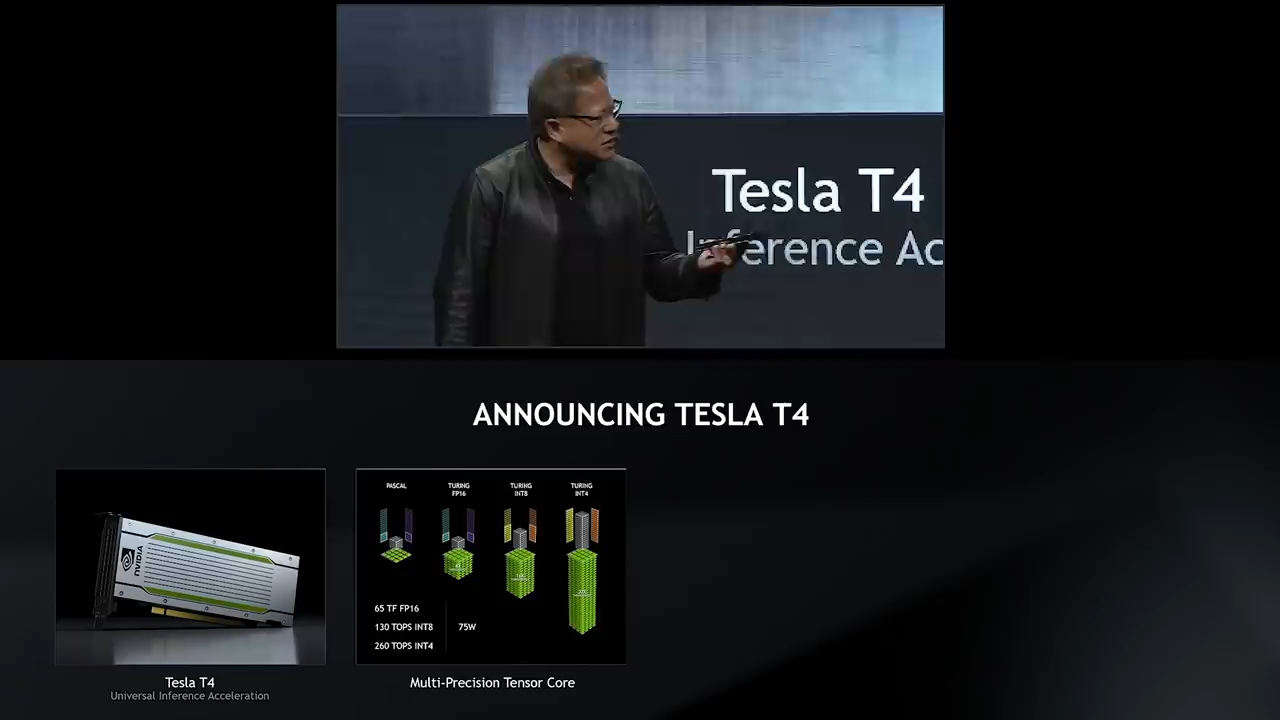 Tesla T4
Inference Ac
ANNOUNCING TESLA T4
NVIDIA
PASCAL
TURING
FP16
TURING
INT8
TURING
INT4
65 TF FP16
130 TOPS INT8
260 TOPS INT4
75W
Tesla T4
Universal Inference Acceleration
Multi-Precision Tensor Core